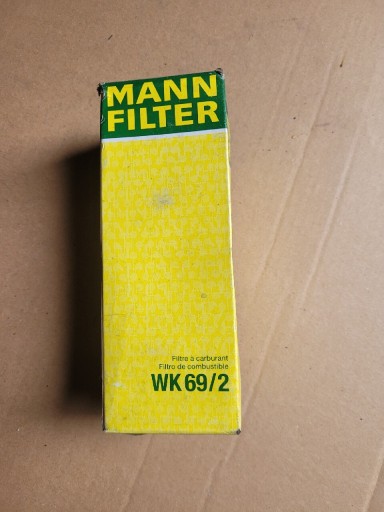 MANN
FILTER
Filtre à carburant
Filtro de combustible
WK 69/2